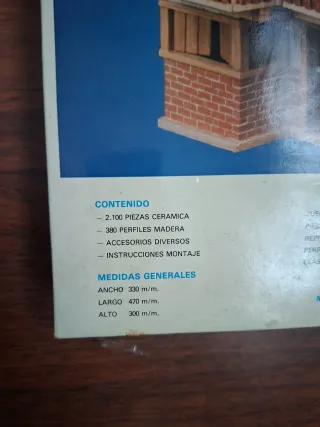 CONTENIDO
— 2.100 PIEZAS CERAMICA
— 380 PERFILES MADERA
— ACCESORIOS DIVERSOS
— INSTRUCCIONES MONTAJE
MEDIDAS GENERALES
ANCHO 330 m/m.
LARGO 470 m/m.
ALTO 300 m/m.